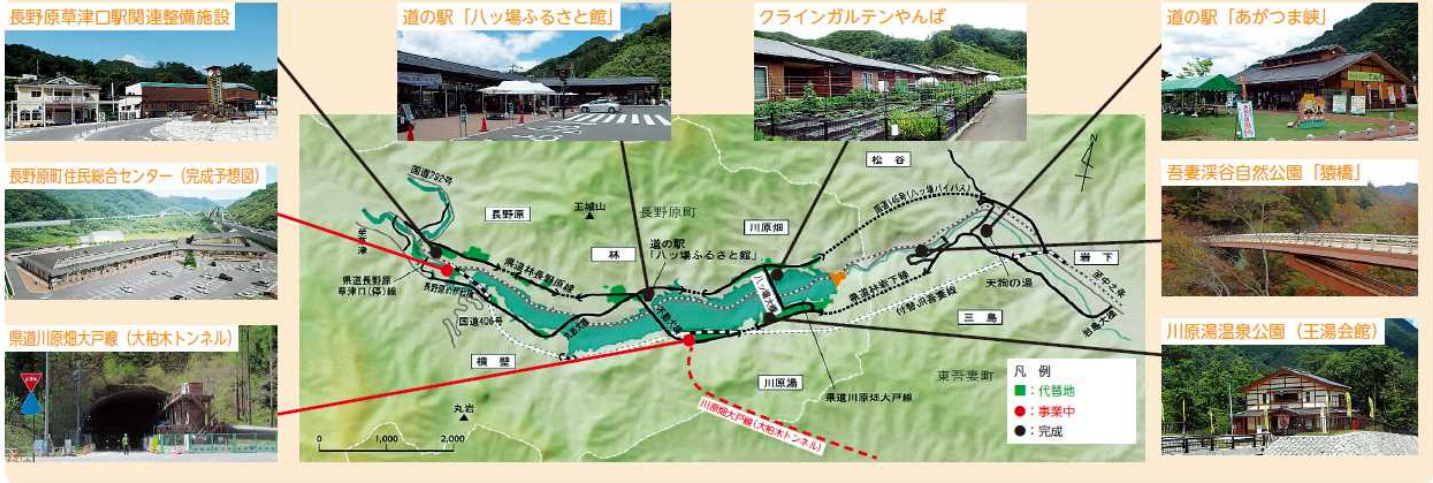 長野原草津口駅関連整備施設
道の駅「八ッ場ふるさと館」
クラインガルテンやんば
道の駅「あがつま峡」
長野原町住民総合センター（完成予想図）
吾妻渓谷自然公園「猿橋」
県道川原畑大戸線（大柏木トンネル）
川原湯温泉公園（王湯会館）
国道292号
長野原
王城山
長野原町
林
道の駅
「八ッ場ふるさと館」
川原畑
松谷
国道145号（八ッ場バイパス）
岩下
県道長野原
草津口（停）線
県道林長野原線
国道406号
八ッ場大橋
不動大橋
県道林岩下線
付替JR吾妻線
天狗の湯
三島
横壁
丸岩
川原湯
県道川原畑大戸線
東吾妻町
川原畑大戸線（大柏木トンネル）
凡 例
：代替地
：事業中
：完成
0 1,000 2,000
N